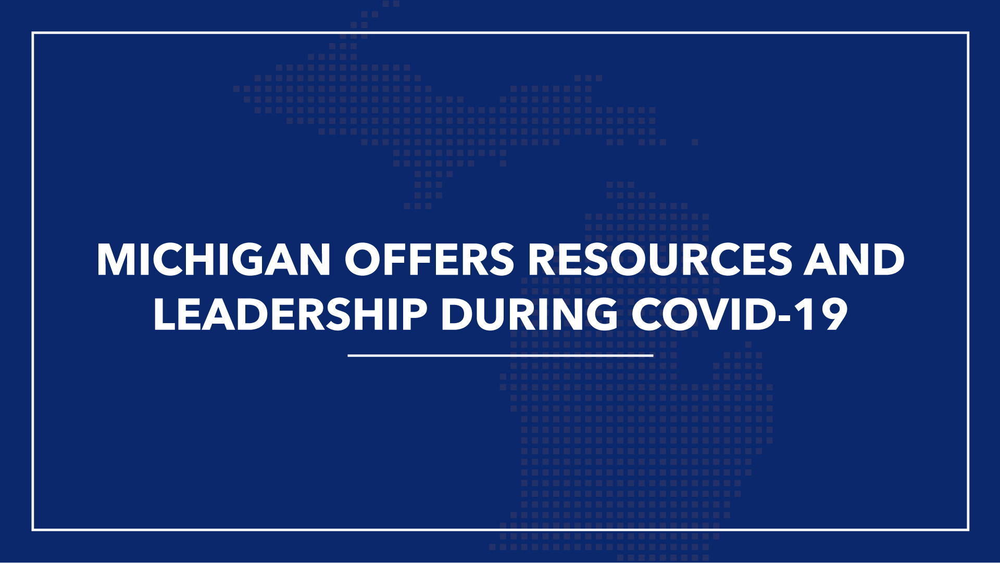 MICHIGAN OFFERS RESOURCES AND
LEADERSHIP DURING COVID-19